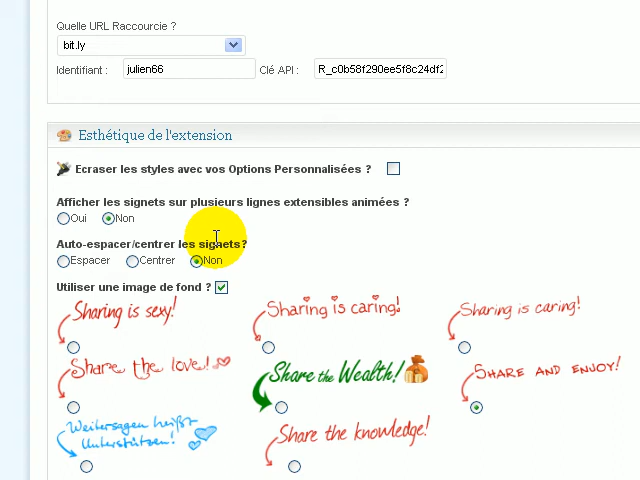 Quelle URL Raccourcie ?
bit.ly
Identifiant : julien66 Clé API : R_c0b58f290ee5f8c24df2
Esthétique de l'extension
Ecraser les styles avec vos Options Personnalisées ?
Afficher les signets sur plusieurs lignes extensibles animées ?
Oui Non
Auto-espacer/centrer les signets?
Espacer Centrer Non
Utiliser une image de fond ?
Sharing is sexy! Sharing is caring! Sharing is caring!
Share the love! Share the Wealth! SHARE AND ENJOY!
Weitersagen heißt
Unterstützen!
Share the knowledge!